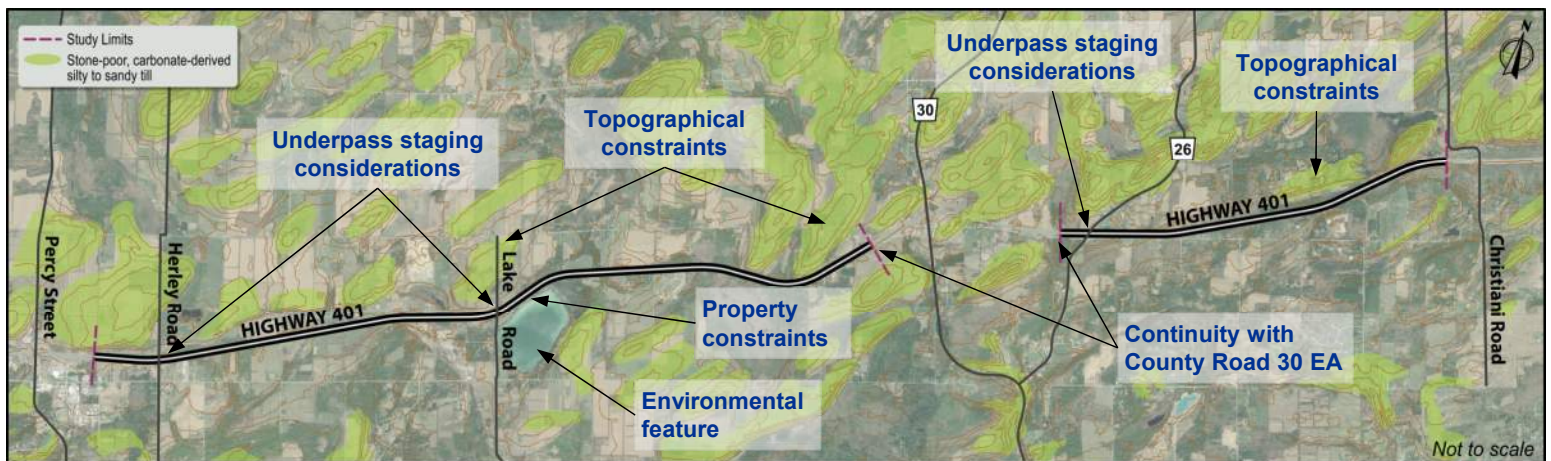 Study Limits
Stone-poor, carbonate-derived
silty to sandy till
N
Underpass staging
considerations
Topographical
constraints
30
Underpass staging
considerations
26
Topographical
constraints
HIGHWAY 401
Percy Street
Herley Road
HIGHWAY 401
Lake
Road
Property
constraints
Environmental
feature
Continuity with
County Road 30 EA
Christiani Road
Not to scale